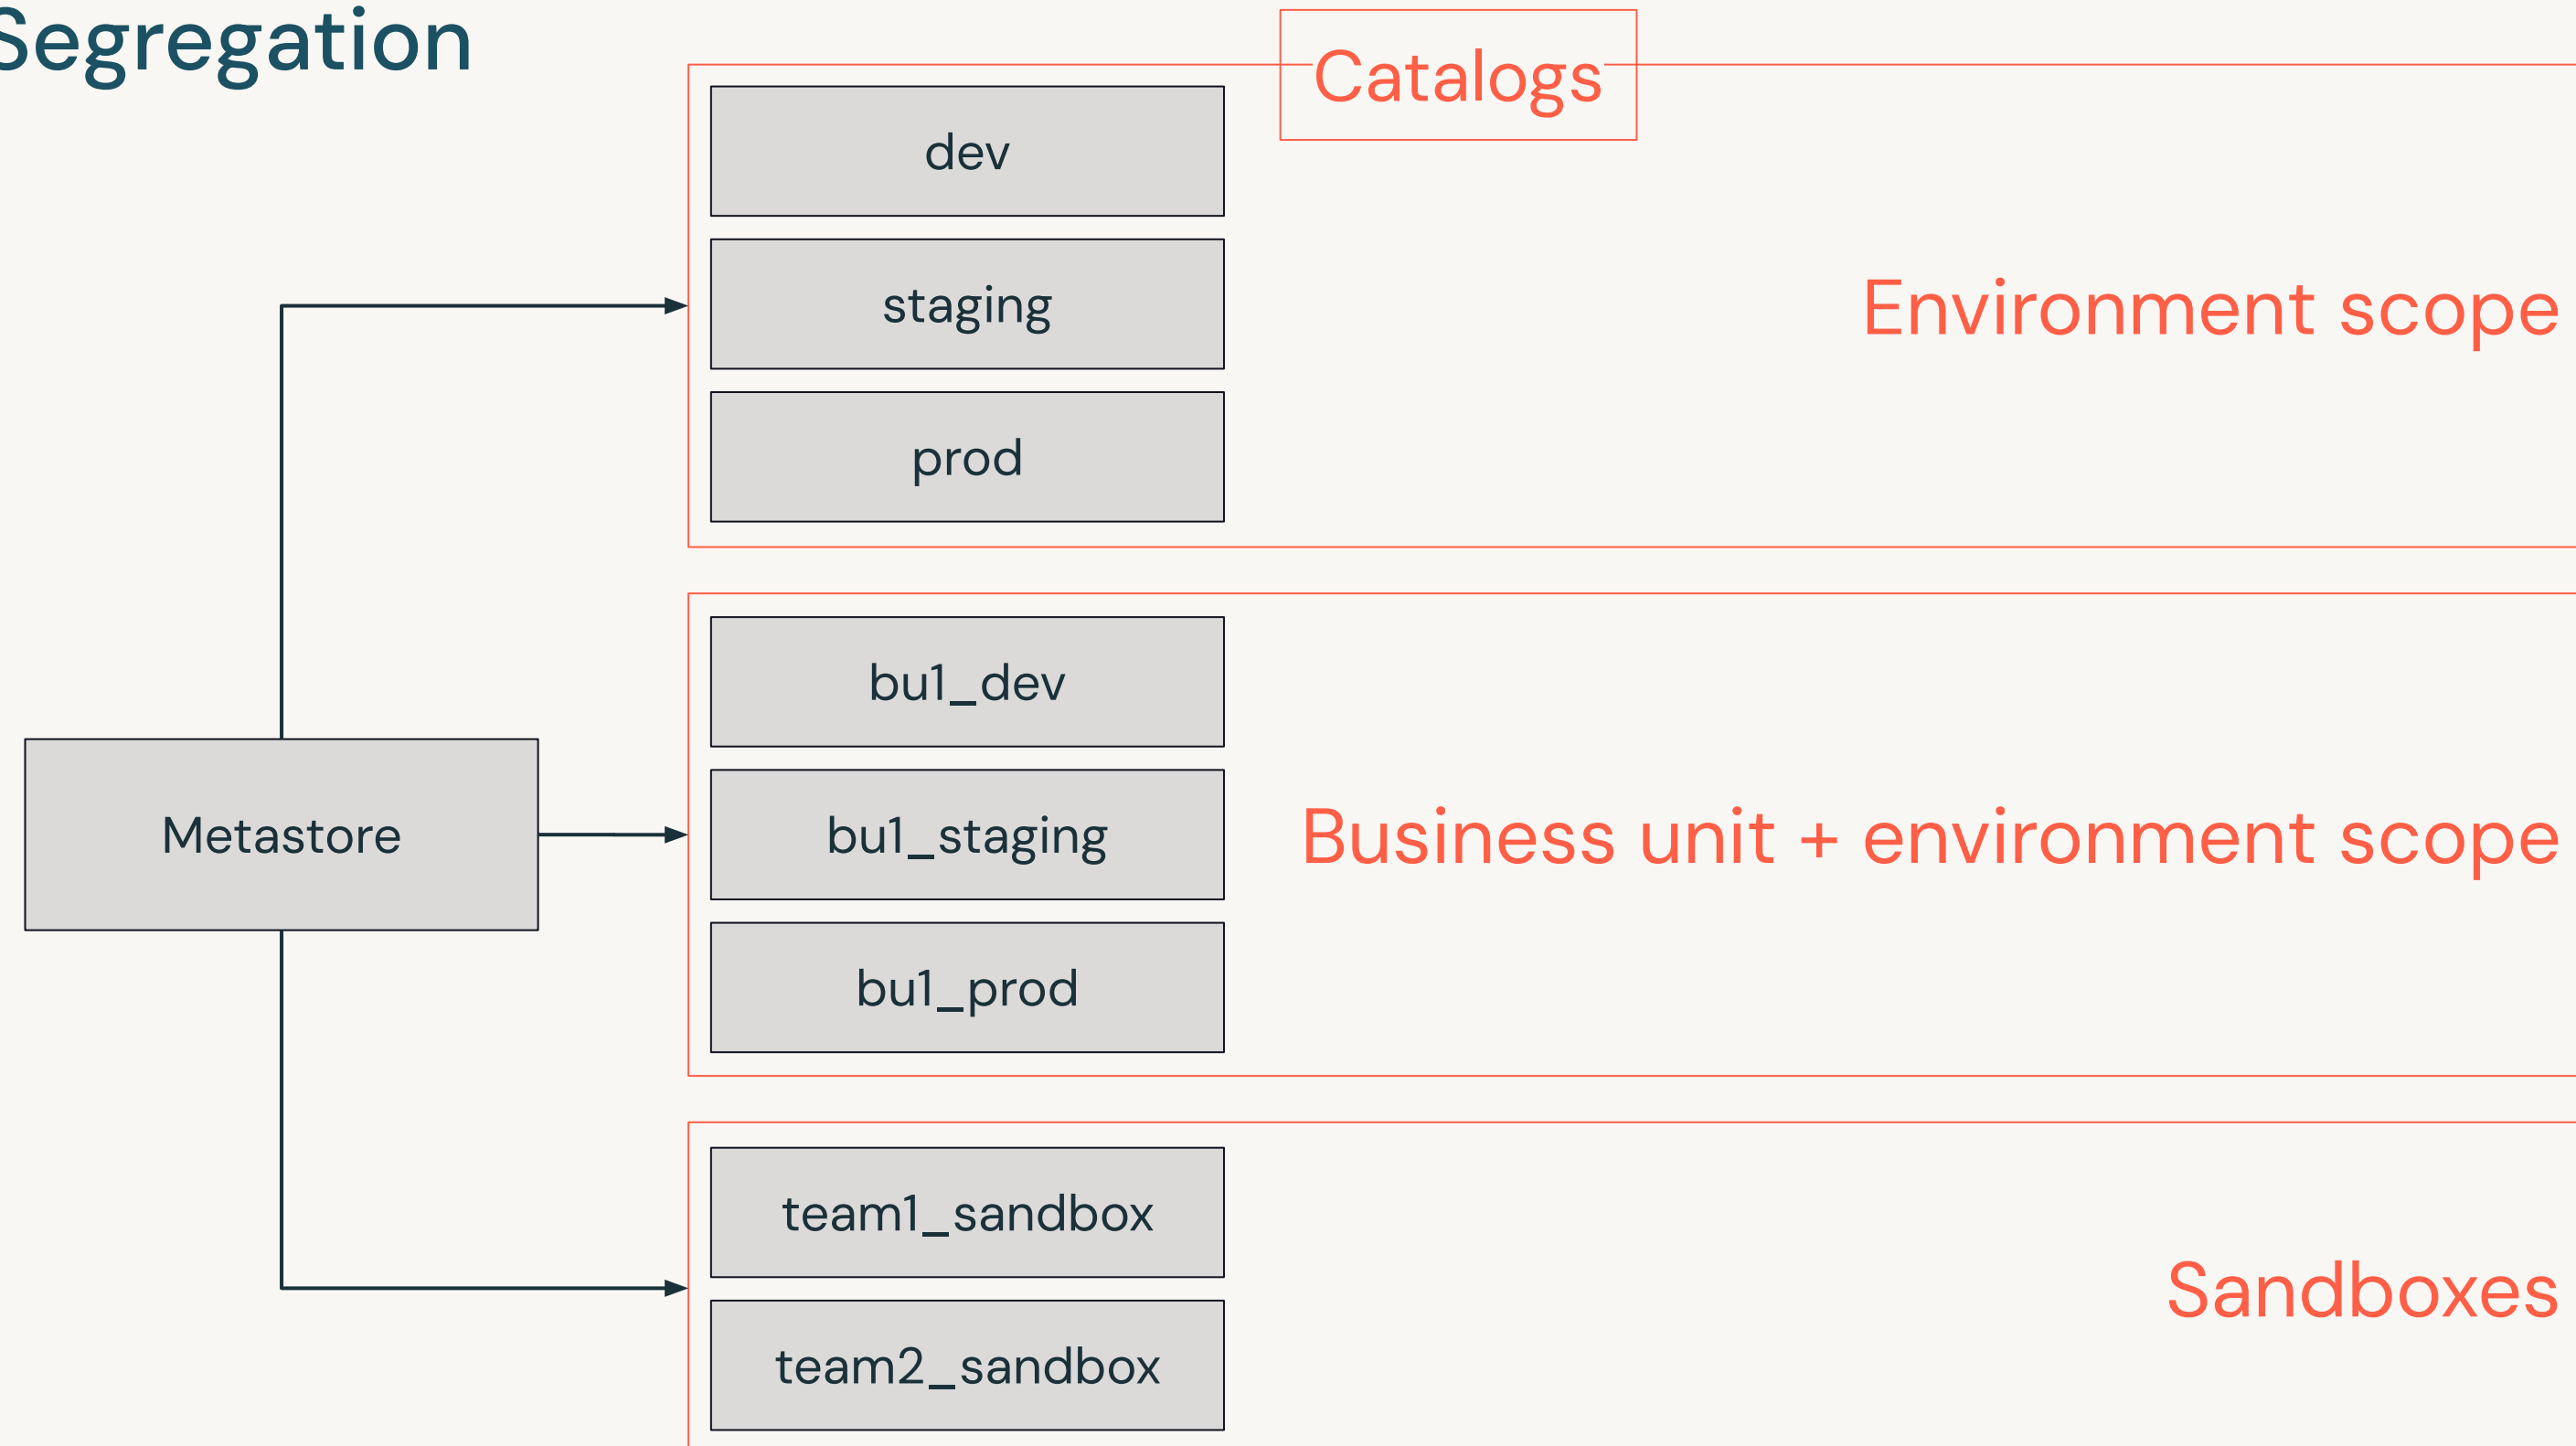 Segregation
Catalogs
dev
staging
Environment scope
prod
bu1_dev
Metastore
bu1_staging
Business unit + environment scope
bu1_prod
team1_sandbox
Sandboxes
team2_sandbox